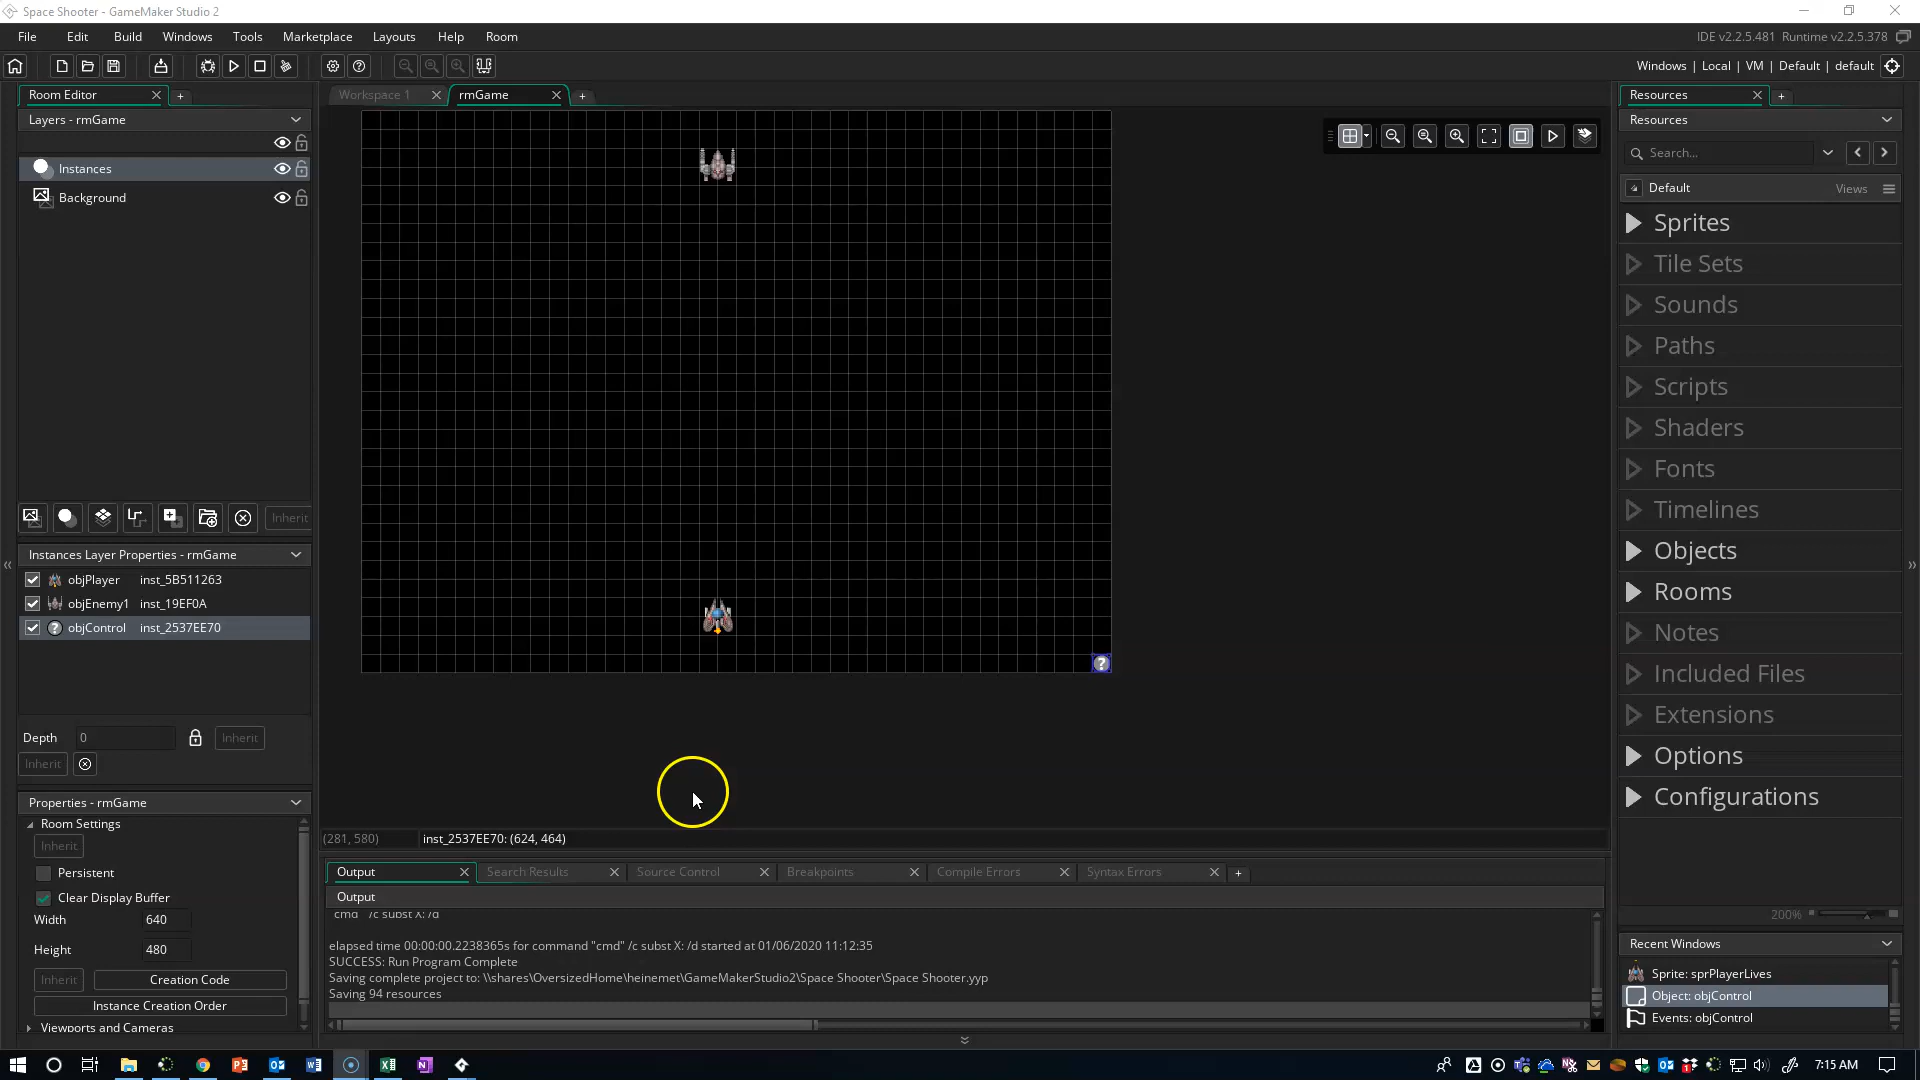 Space Shooter - GameMaker Studio 2
File Edit Build Windows Tools Marketplace Layouts Help Room
IDE v2.2.5.481 Runtime v2.2.5.378
Windows | Local | VM | Default | default
Room Editor
Workspace 1
rmGame
Resources
Layers - rmGame
Resources
Search...
Instances
Default
Views
Background
Sprites
Tile Sets
Sounds
Paths
Scripts
Shaders
Fonts
Timelines
Objects
Rooms
Notes
Included Files
Extensions
Options
Configurations
Inherit
Instances Layer Properties - rmGame
objPlayer inst_5B511263
objEnemy1 inst_19EF0A
objControl inst_2537EE70
Depth 0 Inherit
Inherit
Properties - rmGame
Room Settings
Inherit
Persistent
Clear Display Buffer
Width 640
Height 480
Inherit Creation Code
Instance Creation Order
Viewports and Cameras
(281, 580) inst_2537EE70: (624, 464)
Output Search Results Source Control Breakpoints Compile Errors Syntax Errors
Output
cmd /c subst X: /d
elapsed time 00:00:00.2238365s for command "cmd" /c subst X: /d started at 01/06/2020 11:12:35
SUCCESS: Run Program Complete
Saving complete project to: \\shares\OversizedHome\heinemet\GameMakerStudio2\Space Shooter\Space Shooter.yyp
Saving 94 resources
200%
Recent Windows
Sprite: sprPlayerLives
Object: objControl
Events: objControl
7:15 AM